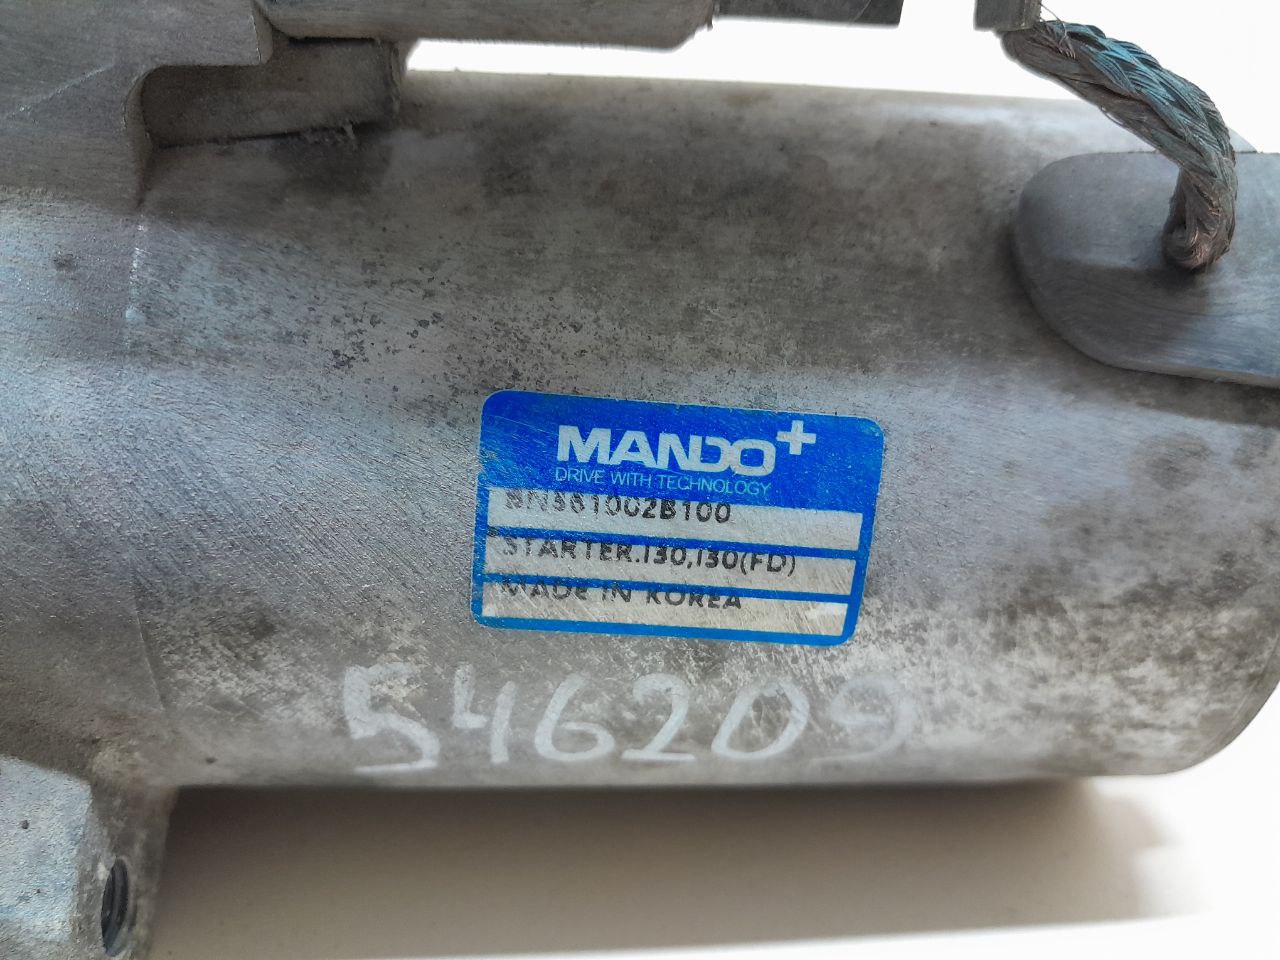 MANDO+
DRIVE WITH TECHNOLOGY
BN361002B100
STARTER.I30,I30(FD)
MADE IN KOREA
546209